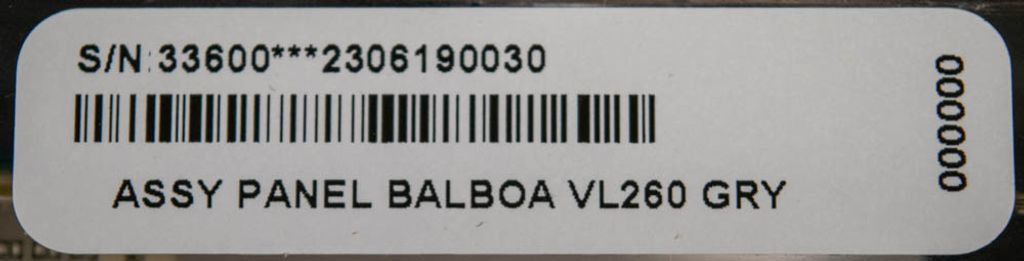 S/N:33600***2306190030
ASSY PANEL BALBOA VL260 GRY
000000